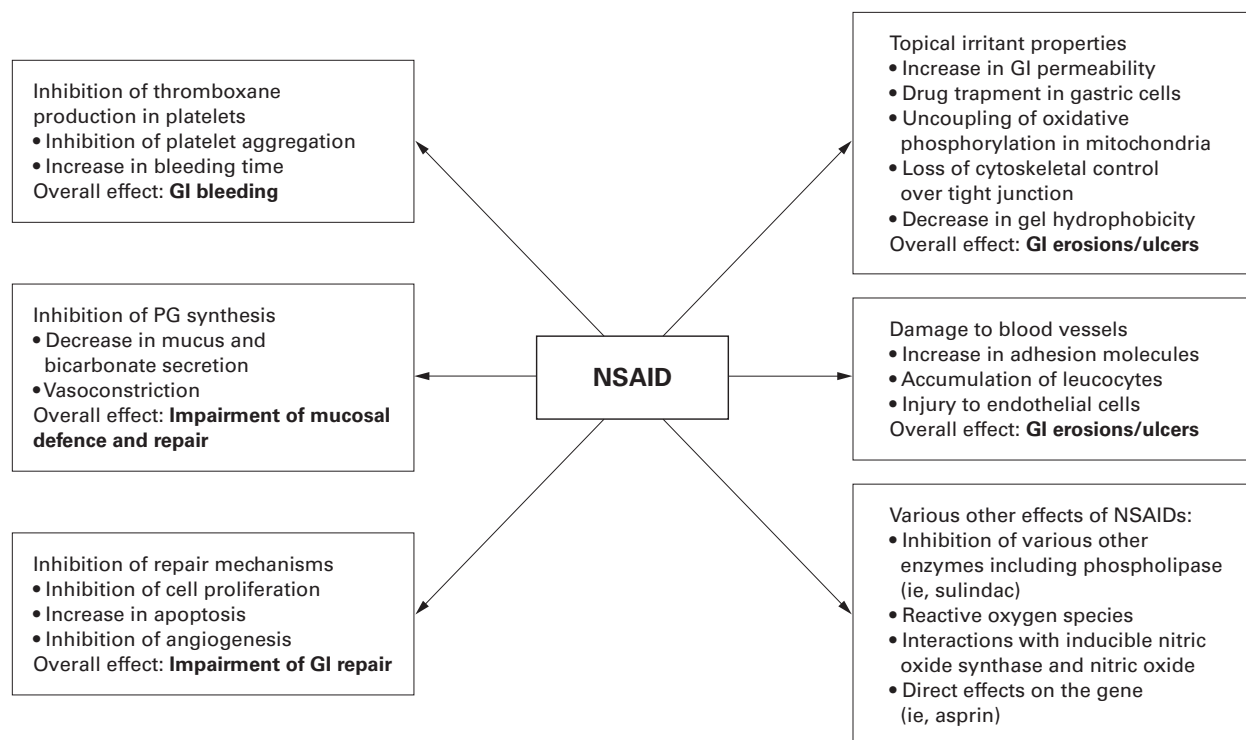 Inhibition of thromboxane
production in platelets
• Inhibition of platelet aggregation
• Increase in bleeding time
Overall effect: GI bleeding
Inhibition of PG synthesis
• Decrease in mucus and
bicarbonate secretion
• Vasoconstriction
Overall effect: Impairment of mucosal
defence and repair
Inhibition of repair mechanisms
• Inhibition of cell proliferation
• Increase in apoptosis
• Inhibition of angiogenesis
Overall effect: Impairment of GI repair
NSAID
Topical irritant properties
• Increase in GI permeability
• Drug trapment in gastric cells
• Uncoupling of oxidative
phosphorylation in mitochondria
• Loss of cytoskeletal control
over tight junction
• Decrease in gel hydrophobicity
Overall effect: GI erosions/ulcers
Damage to blood vessels
• Increase in adhesion molecules
• Accumulation of leucocytes
• Injury to endothelial cells
Overall effect: GI erosions/ulcers
Various other effects of NSAIDs:
• Inhibition of various other
enzymes including phospholipase
(ie, sulindac)
• Reactive oxygen species
• Interactions with inducible nitric
oxide synthase and nitric oxide
• Direct effects on the gene
(ie, asprin)